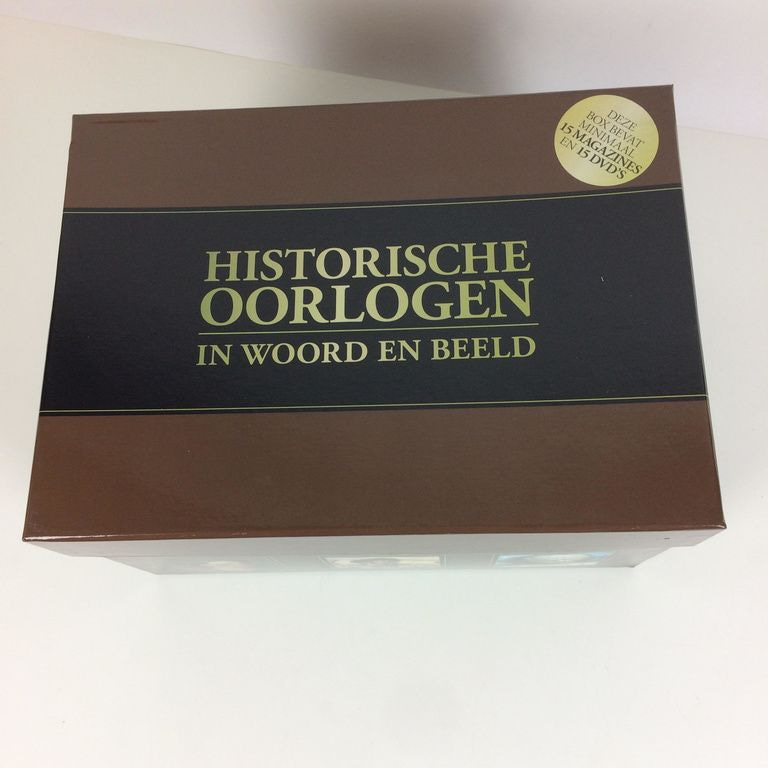 DEZE
BOX BEVAT
MINIMAAL
15 MAGAZINES
EN 15 DVD'S
HISTORISCHE
OORLOGEN
IN WOORD EN BEELD